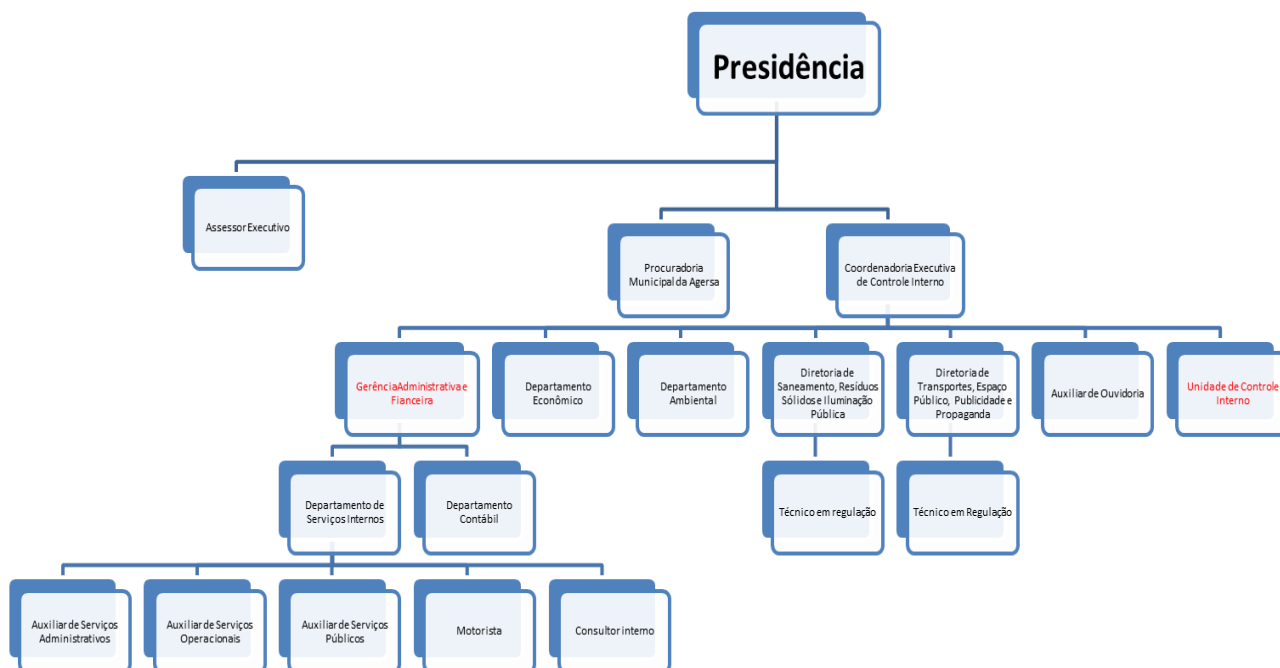 Presidência
Assessor Executivo
Procuradoria
Municipal da Agersa
Coordenadoria Executiva
de Controle Interno
Gerência Administrativa e
Fianceira
Departamento
Econômico
Departamento
Ambiental
Diretoria de
Saneamento, Resíduos
Sólidos e Iluminação
Pública
Diretoria de
Transportes, Espaço
Público, Publicidade e
Propaganda
Auxiliar de Ouvidoria
Unidade de Controle
Interno
Departamento de
Serviços Internos
Departamento
Contábil
Técnico em regulação
Técnico em Regulação
Auxiliar de Serviços
Administrativos
Auxiliar de Serviços
Operacionais
Auxiliar de Serviços
Públicos
Motorista
Consultor interno